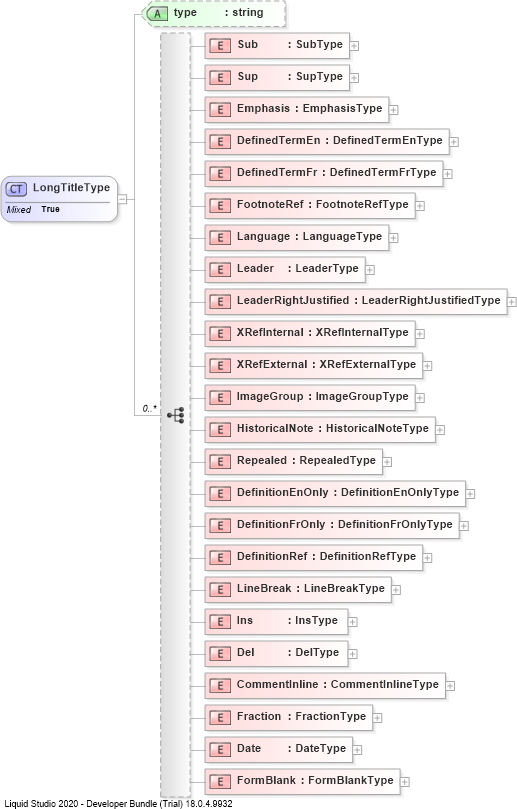 A type : string
E Sub : SubType
E Sup : SupType
E Emphasis : EmphasisType
E DefinedTermEn : DefinedTermEnType
E DefinedTermFr : DefinedTermFrType
CT LongTitleType
Mixed True
E FootnoteRef : FootnoteRefType
E Language : LanguageType
E Leader : LeaderType
E LeaderRightJustified : LeaderRightJustifiedType
E XRefInternal : XRefInternalType
E XRefExternal : XRefExternalType
E ImageGroup : ImageGroupType
0..*
E HistoricalNote : HistoricalNoteType
E Repealed : RepealedType
E DefinitionEnOnly : DefinitionEnOnlyType
E DefinitionFrOnly : DefinitionFrOnlyType
E DefinitionRef : DefinitionRefType
E LineBreak : LineBreakType
E Ins : InsType
E Del : DelType
E CommentInline : CommentInlineType
E Fraction : FractionType
E Date : DateType
E FormBlank : FormBlankType
Liquid Studio 2020 - Developer Bundle (Trial) 18.0.4.9932